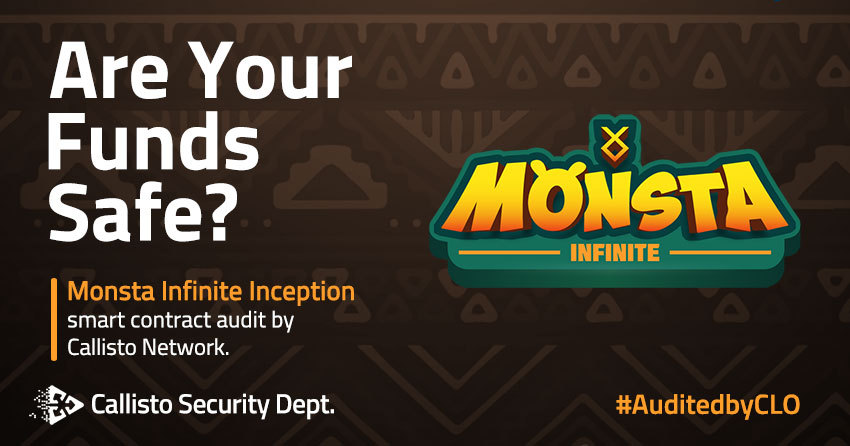 Are Your
Funds
Safe?
Monsta Infinite Inception
smart contract audit by
Callisto Network.
Callisto Security Dept.
MONSTA
INFINITE
#AuditedbyCLO